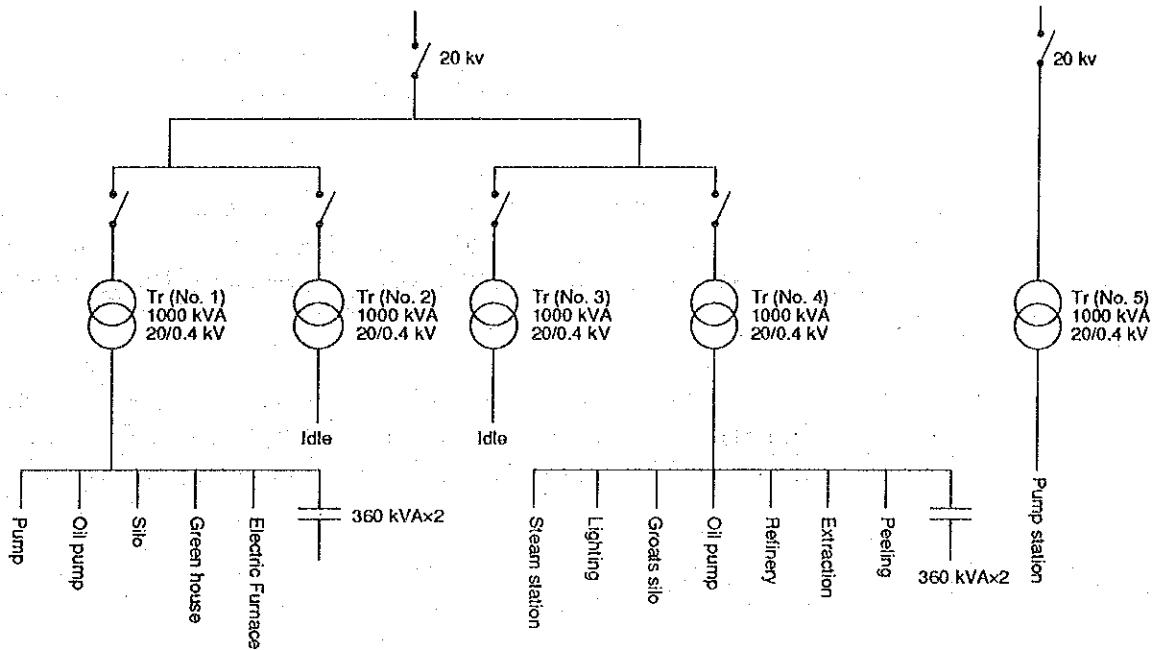 20 kv
20 kv
Tr (No. 1)
1000 kVA
20/0.4 kV
Tr (No. 2)
1000 kVA
20/0.4 kV
Tr (No. 3)
1000 kVA
20/0.4 kV
Tr (No. 4)
1000 kVA
20/0.4 kV
Tr (No. 5)
1000 kVA
20/0.4 kV
Idle
Idle
Pump
Oil pump
Silo
Green house
Electric Furnace
360 kVA×2
Steam station
Lighting
Groats silo
Oil pump
Refinery
Extraction
Peeling
360 kVA×2
Pump station